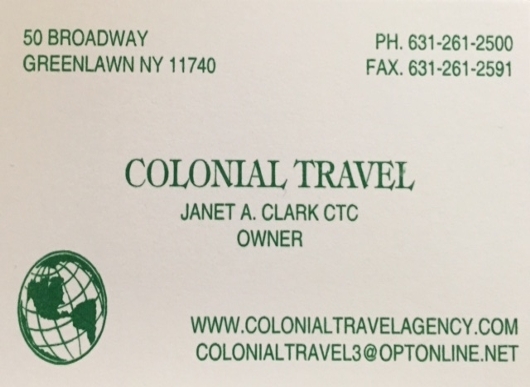 50 BROADWAY
GREENLAWN NY 11740
PH. 631-261-2500
FAX. 631-261-2591
COLONIAL TRAVEL
JANET A. CLARK CTC
OWNER
WWW.COLONIALTRAVELAGENCY.COM
COLONIALTRAVEL3@OPTONLINE.NET